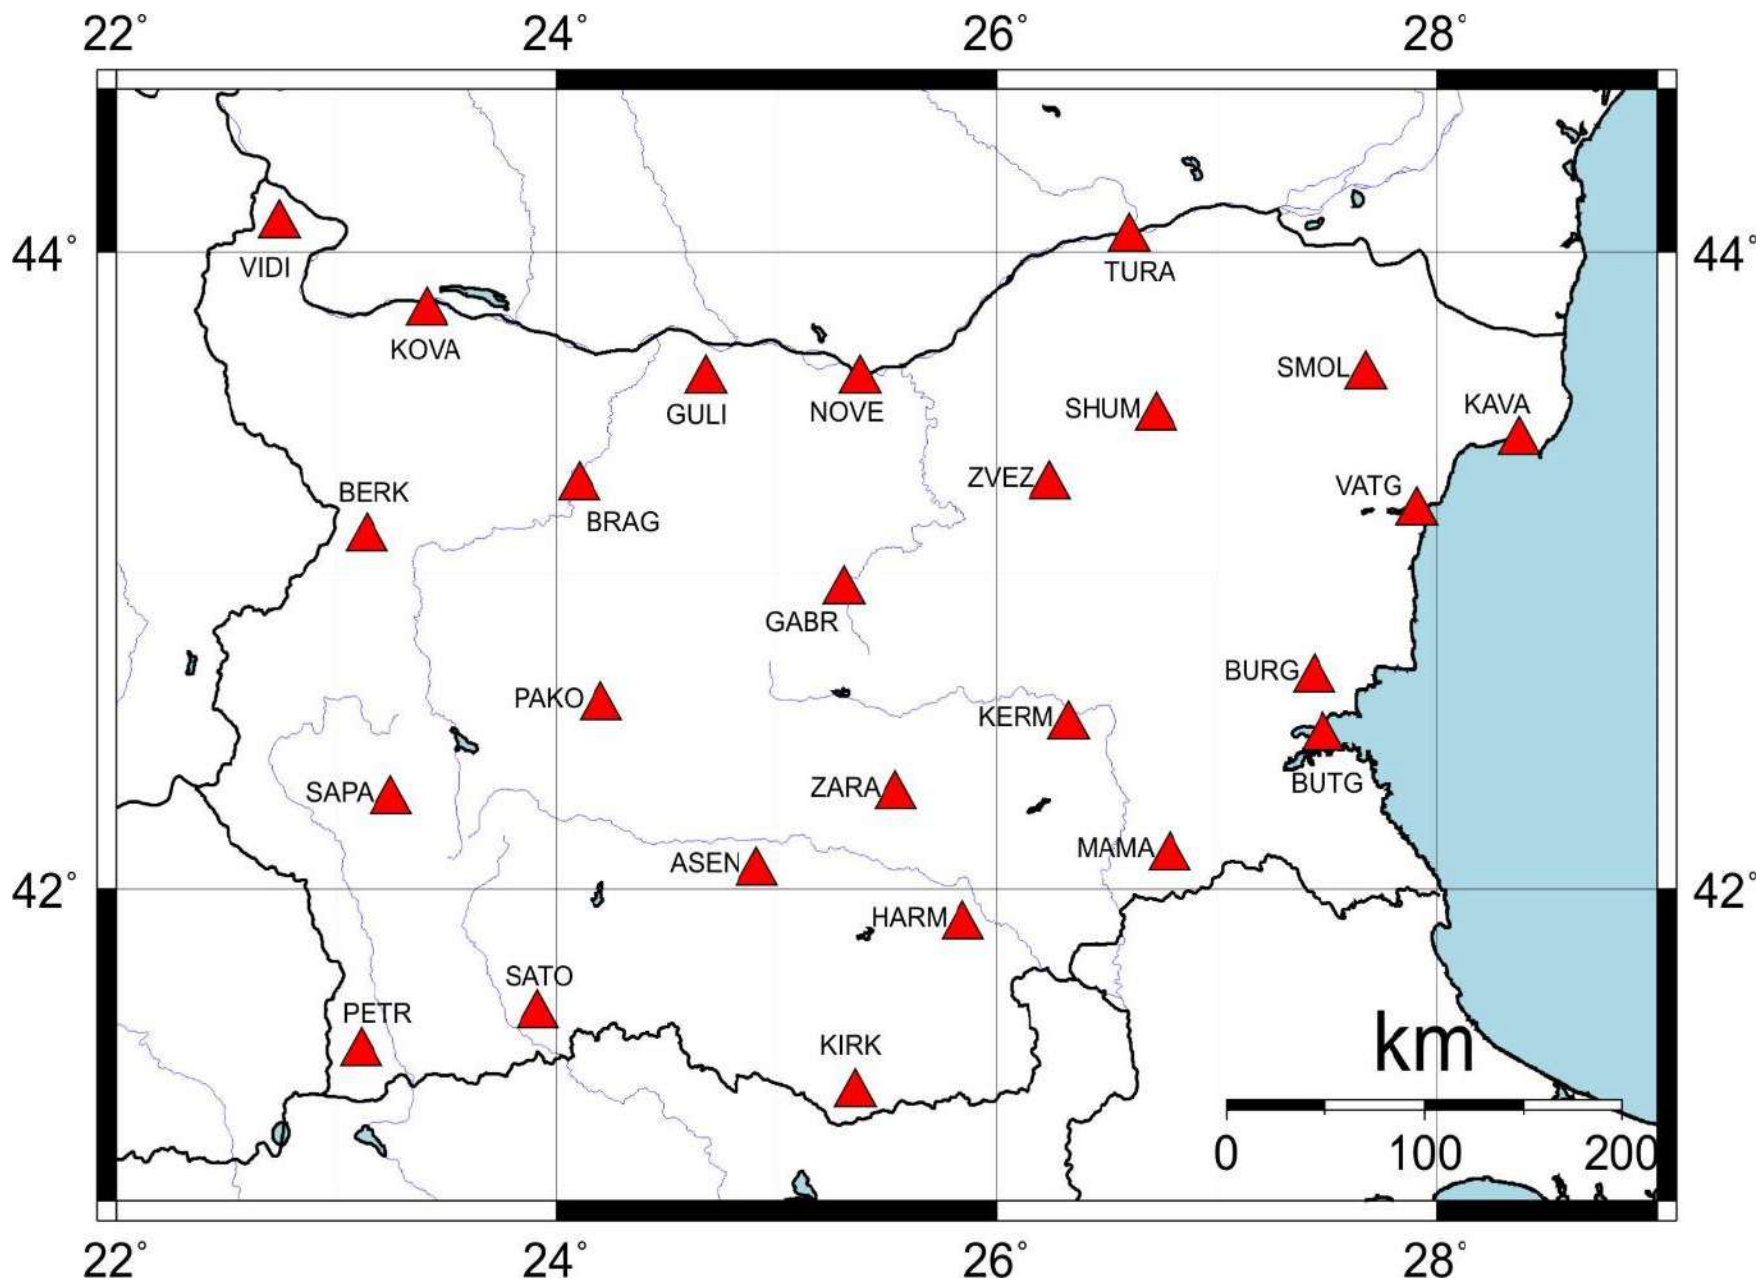 22° 24° 26° 28°
44° 44°
VIDI
TURA
KOVA
SMOL
KAVA
GULI
NOVE
SHUM
ZVEZ
VATG
BERK
BRAG
GABR
BURG
PAKO
KERM
SAPA
ZARA
BUTG
MAMA
ASEN
42° 42°
HARM
SATO
PETR
KIRK
km
0 100 200
22° 24° 26° 28°